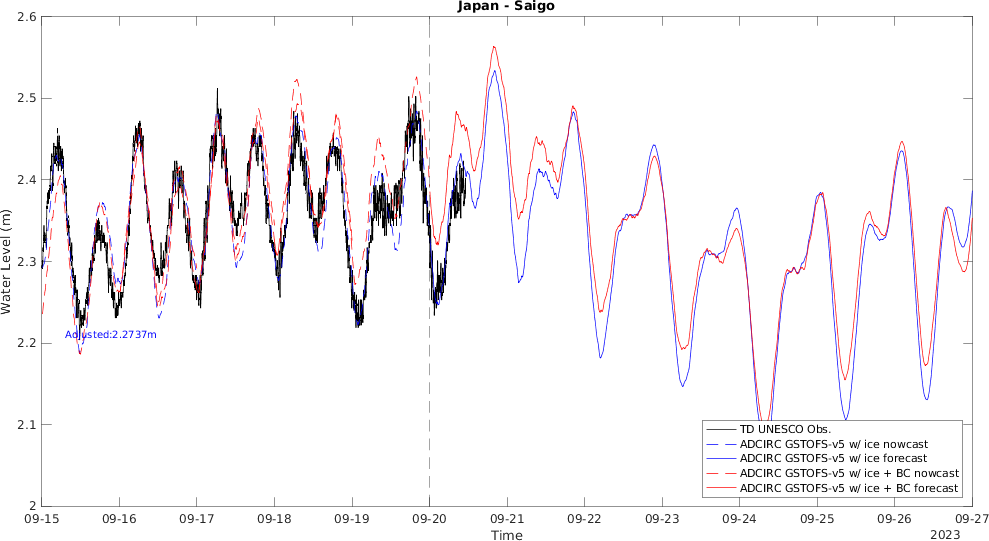 Japan - Saigo
2.6
2.5
2.4
2.3
2.2
2.1
2
Water Level (m)
Adjusted:2.2737m
TD UNESCO Obs.
ADCIRC GSTOFS-v5 w/ ice nowcast
ADCIRC GSTOFS-v5 w/ ice forecast
ADCIRC GSTOFS-v5 w/ ice + BC nowcast
ADCIRC GSTOFS-v5 w/ ice + BC forecast
09-15 09-16 09-17 09-18 09-19 09-20 09-21 09-22 09-23 09-24 09-25 09-26 09-27
Time
2023